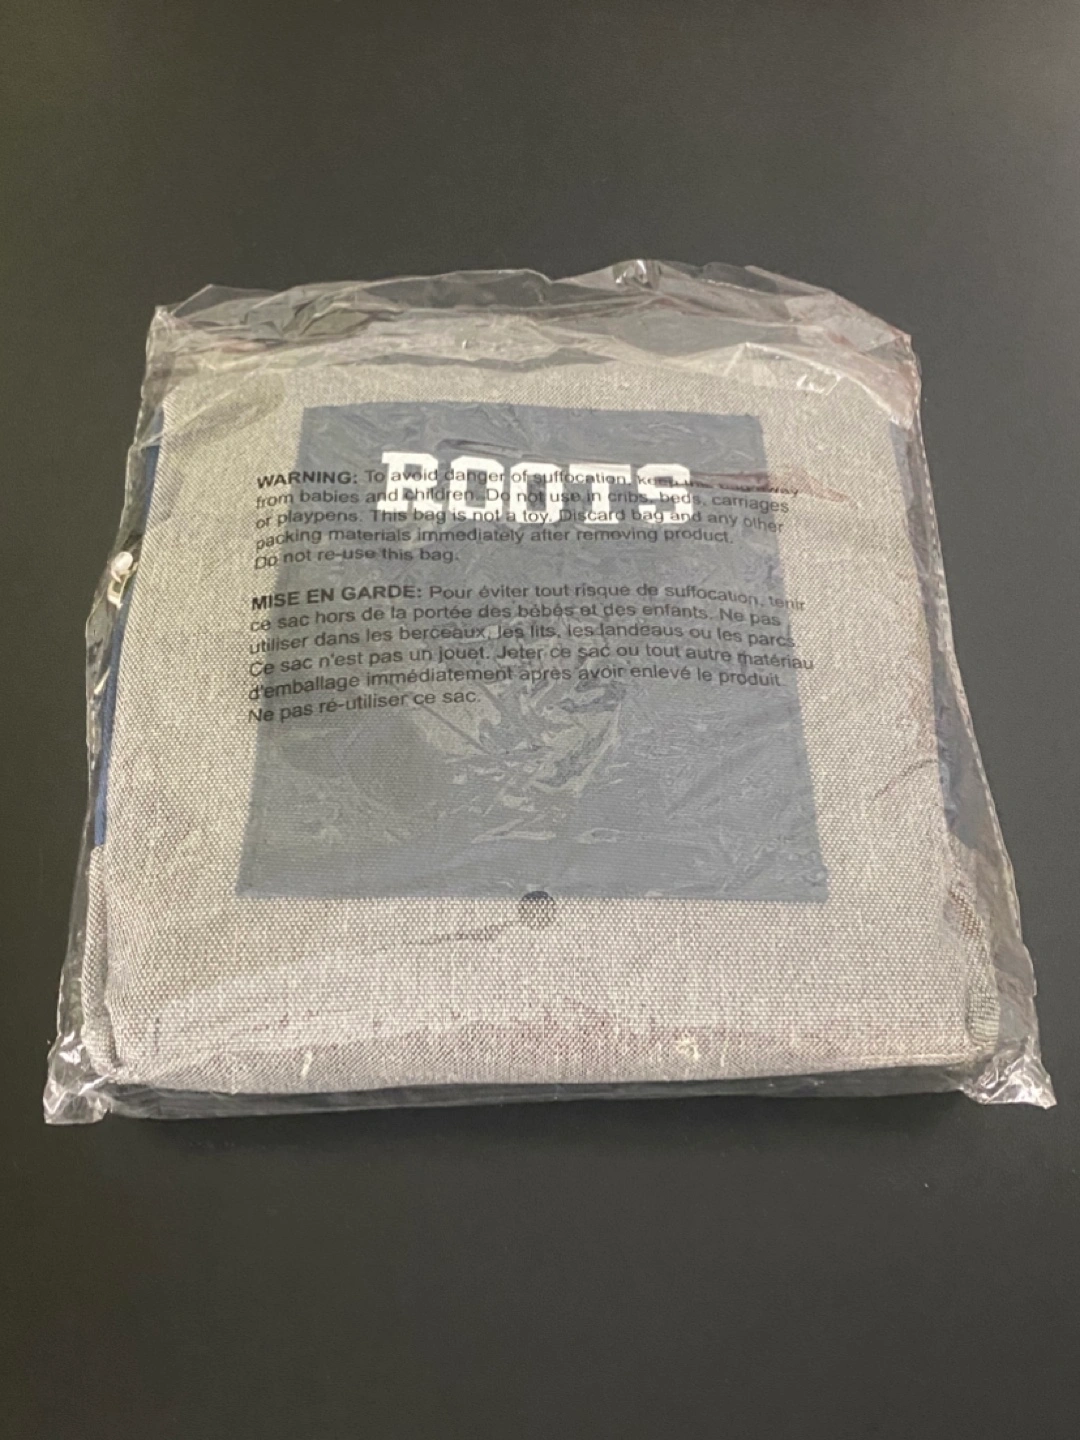 ROOTS
WARNING: To avoid danger of suffocation, keep this bag away
from babies and children. Do not use in cribs, beds, carriages
or playpens. This bag is not a toy. Discard bag and any other
packing materials immediately after removing product.
Do not re-use this bag.
MISE EN GARDE: Pour éviter tout risque de suffocation, tenir
ce sac hors de la portée des bébés et des enfants. Ne pas
utiliser dans les berceaux, les lits, les landeaus ou les parcs.
Ce sac n'est pas un jouet. Jeter ce sac ou tout autre matériau
d'emballage immédiatement après avoir enlevé le produit.
Ne pas ré-utiliser ce sac.